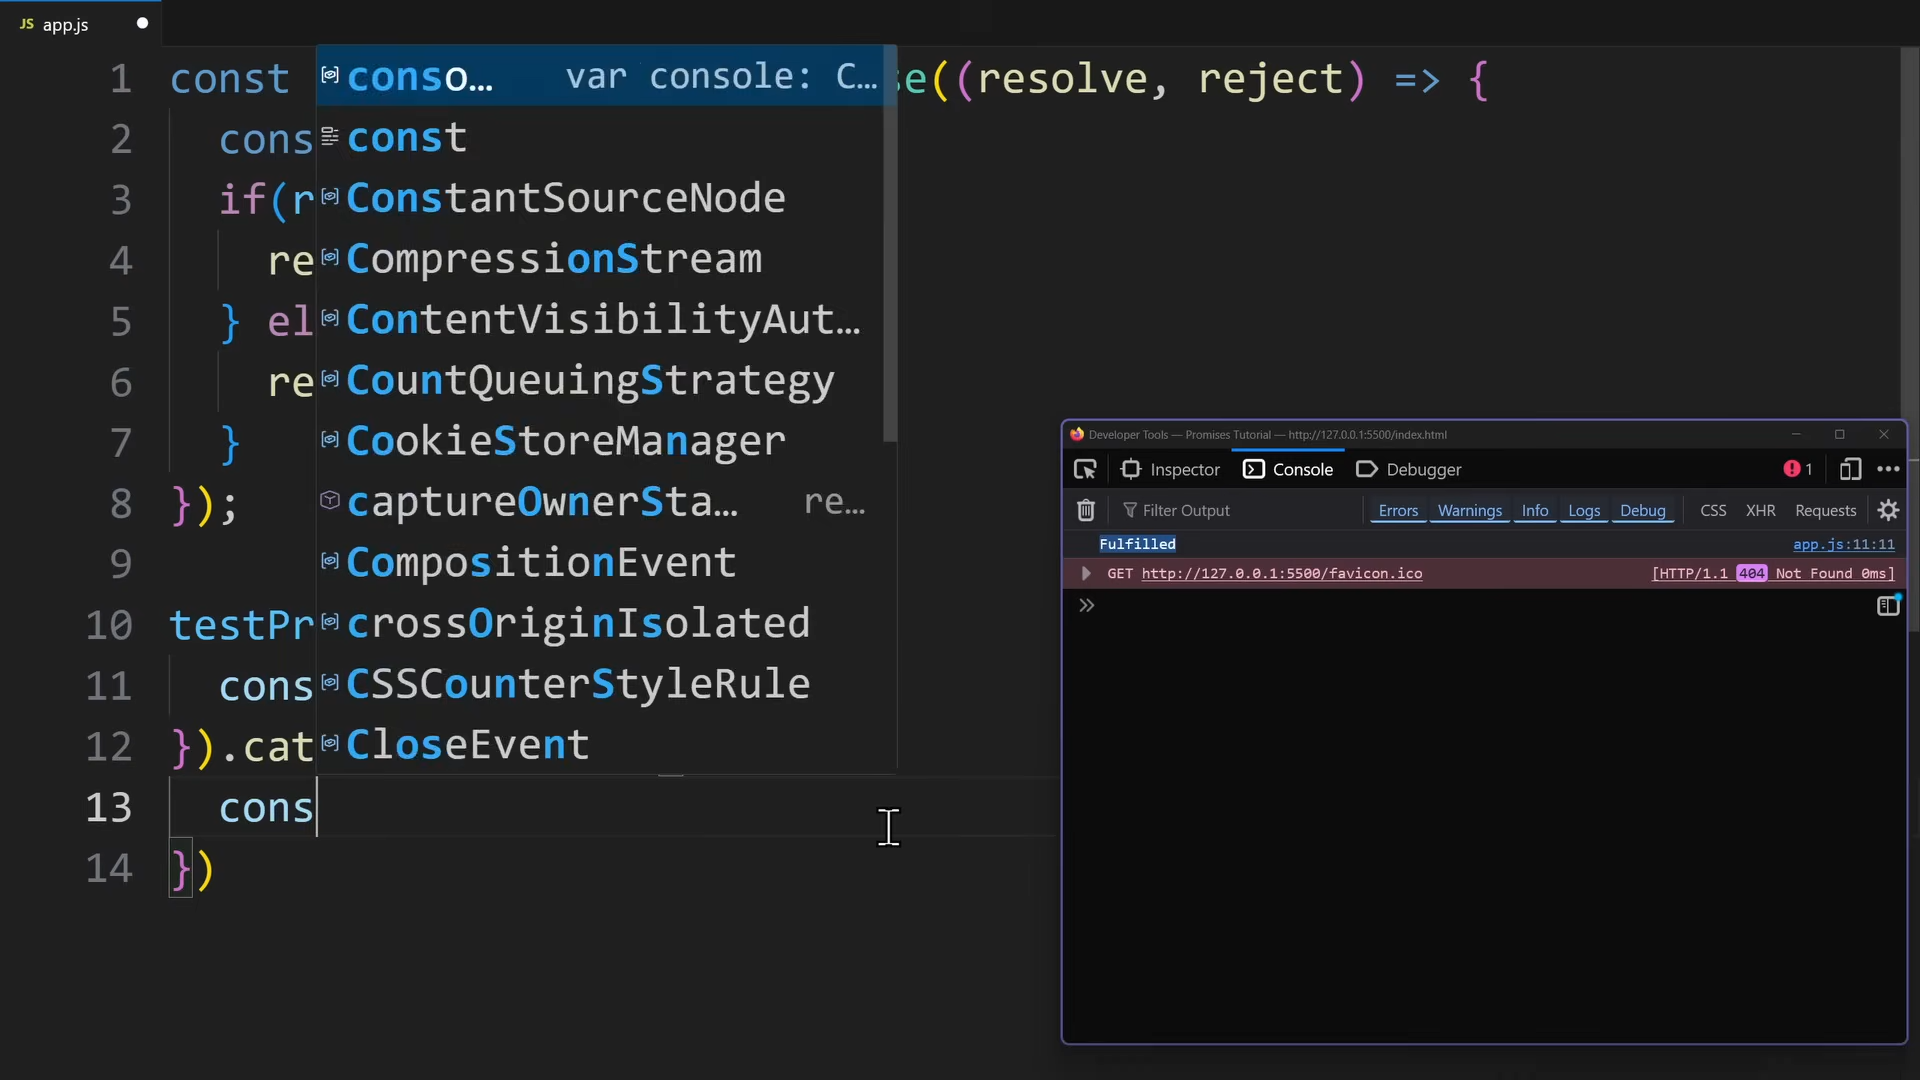 JS app.js
1 const se((resolve, reject) => {
2 cons
3 if(r
4 re
5 } el
6 re
7 }
8 });
9
10 testPr
11 cons
12 }).cat
13 cons
14 })
conso… var console: C…
const
ConstantSourceNode
CompressionStream
ContentVisibilityAut…
CountQueuingStrategy
CookieStoreManager
captureOwnerSta… re…
CompositionEvent
crossOriginIsolated
CSSCounterStyleRule
CloseEvent
Developer Tools — Promises Tutorial — http://127.0.0.1:5500/index.html
Inspector Console Debugger 1
Filter Output Errors Warnings Info Logs Debug CSS XHR Requests
Fulfilled app.js:11:11
GET http://127.0.0.1:5500/favicon.ico [HTTP/1.1 404 Not Found 0ms]